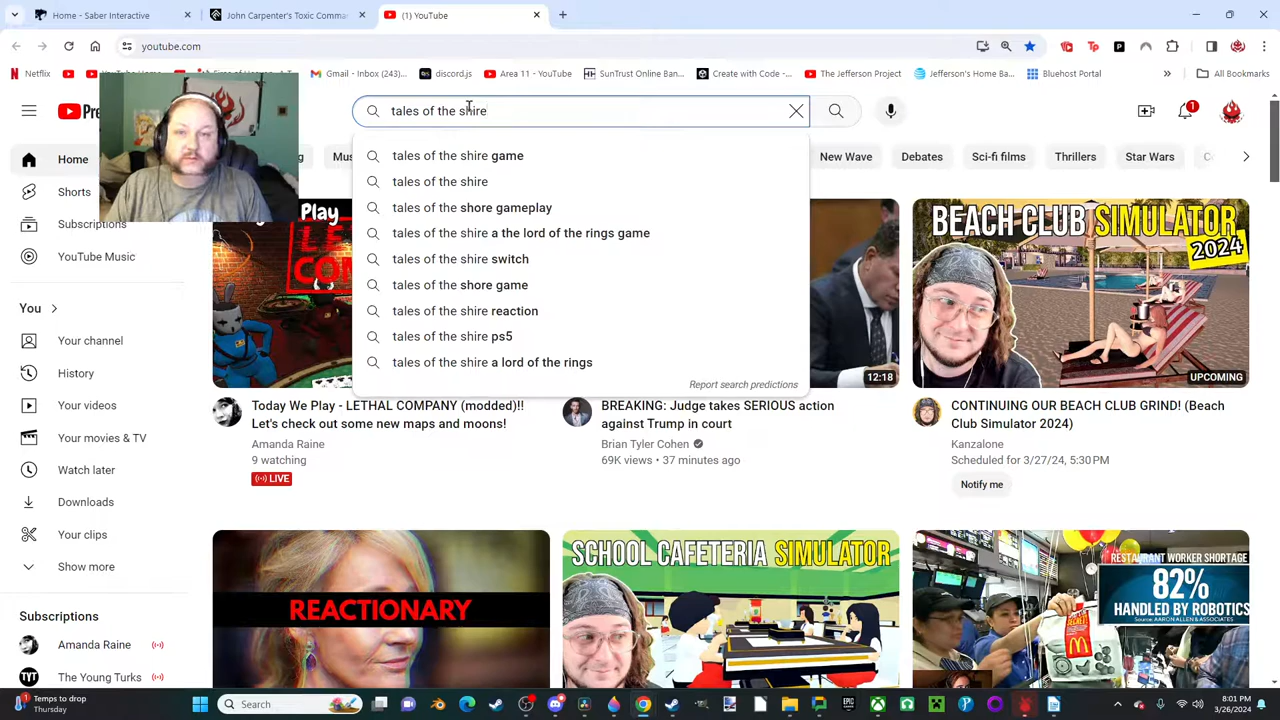 Home - Saber Interactive
John Carpenter's Toxic Comman
(1) YouTube
youtube.com
Netflix
YouTube Home
Gmail - Inbox (243)...
discord.js
Area 11 - YouTube
SunTrust Online Ban...
Create with Code -...
The Jefferson Project
Jefferson's Home Ba...
Bluehost Portal
All Bookmarks
tales of the shire
Home
Shorts
Subscriptions
YouTube Music
You
Your channel
History
Your videos
Your movies & TV
Watch later
Downloads
Your clips
Show more
Subscriptions
Amanda Raine
The Young Turks
tales of the shire game
tales of the shire
tales of the shore gameplay
tales of the shire a the lord of the rings game
tales of the shire switch
tales of the shore game
tales of the shire reaction
tales of the shire ps5
tales of the shire a lord of the rings
Report search predictions
New Wave
Debates
Sci-fi films
Thrillers
Star Wars
Play
12:18
BEACH CLUB SIMULATOR
2024
UPCOMING
Today We Play - LETHAL COMPANY (modded)!!
Let's check out some new maps and moons!
Amanda Raine
9 watching
LIVE
BREAKING: Judge takes SERIOUS action
against Trump in court
Brian Tyler Cohen
69K views • 37 minutes ago
CONTINUING OUR BEACH CLUB GRIND! (Beach
Club Simulator 2024)
Kanzalone
Scheduled for 3/27/24, 5:30PM
Notify me
REACTIONARY
SCHOOL CAFETERIA SIMULATOR
RESTAURANT WORKER SHORTAGE
82%
HANDLED BY ROBOTICS
Source: AARON ALLEN & ASSOCIATES
Temps to drop
Thursday
Search
8:01 PM
3/26/2024